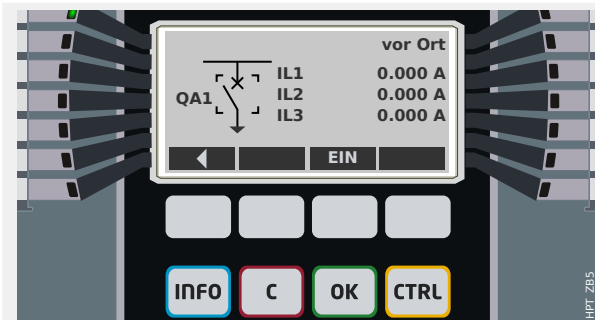 vor Ort
IL1 0.000 A
QA1 IL2 0.000 A
IL3 0.000 A
EIN
INFO C OK CTRL
HPT_ZB5